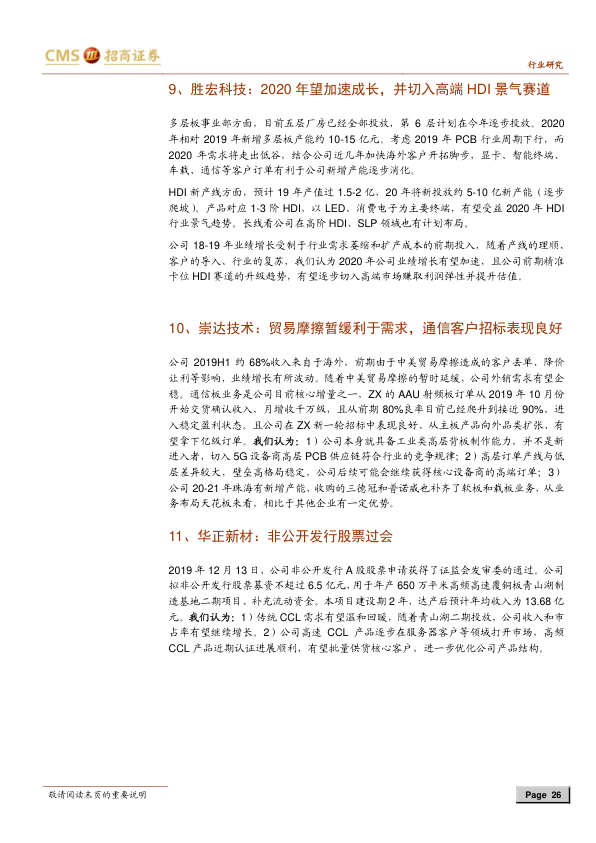 CMS 招商证券
行业研究
9、胜宏科技：2020 年望加速成长，并切入高端 HDI 景气赛道
多层板事业部方面，目前五层厂房已经全部投放，第 6 层计划在今年逐步投放。2020
年相对 2019 年新增多层板产能约 10-15 亿元。考虑 2019 年 PCB 行业周期下行，而
2020 年需求将走出低谷，结合公司近几年加快海外客户开拓脚步，显卡、智能终端、
车载、通信等客户订单有利于公司新增产能逐步消化。
HDI 新产线方面，预计 19 年产值过 1.5-2 亿，20 年将新投放约 5-10 亿新产能（逐步
爬坡）。产品对应 1-3 阶 HDI，以 LED、消费电子为主要终端，有望受益 2020 年 HDI
行业景气趋势。长线看公司在高阶 HDI、SLP 领域也有计划布局。
公司 18-19 年业绩增长受制于行业需求萎缩和扩产成本的前期投入，随着产线的理顺、
客户的导入、行业的复苏，我们认为 2020 年公司业绩增长有望加速，且公司前期精准
卡位 HDI 赛道的升级趋势，有望逐步切入高端市场赚取利润弹性并提升估值。
10、崇达技术：贸易摩擦暂缓利于需求，通信客户招标表现良好
公司 2019H1 约 68%收入来自于海外，前期由于中美贸易摩擦造成的客户丢单、降价
让利等影响，业绩增长有所波动。随着中美贸易摩擦的暂时延缓，公司外销需求有望企
稳。通信板业务是公司目前核心增量之一，ZX 的 AAU 射频板订单从 2019 年 10 月份
开始交货确认收入，月增收千万级，且从前期 80%良率目前已经爬升到接近 90%、进
入稳定盈利状态。且公司在 ZX 新一轮招标中表现良好、从主板产品向外品类扩张，有
望拿下亿级订单。我们认为：1）公司本身就具备工业类高层背板制作能力，并不是新
进入者，切入 5G 设备商高层 PCB 供应链符合行业的竞争规律；2）高层订单产线与低
层差异较大，壁垒高格局稳定、公司后续可能会继续获得核心设备商的高端订单；3）
公司 20-21 年珠海有新增产能，收购的三德冠和普诺威也补齐了软板和载板业务，从业
务布局天花板来看，相比于其他企业有一定优势。
11、华正新材：非公开发行股票过会
2019 年 12 月 13 日，公司非公开发行 A 股股票申请获得了证监会发审委的通过。公司
拟非公开发行股票募资不超过 6.5 亿元，用于年产 650 万平米高频高速覆铜板青山湖制
造基地二期项目、补充流动资金。本项目建设期 2 年，达产后预计年均收入为 13.68 亿
元。我们认为：1）传统 CCL 需求有望温和回暖，随着青山湖二期投放，公司收入和市
占率有望继续增长。2）公司高速 CCL 产品逐步在服务器客户等领域打开市场，高频
CCL 产品近期认证进展顺利，有望批量供货核心客户，进一步优化公司产品结构。
敬请阅读末页的重要说明
Page 26